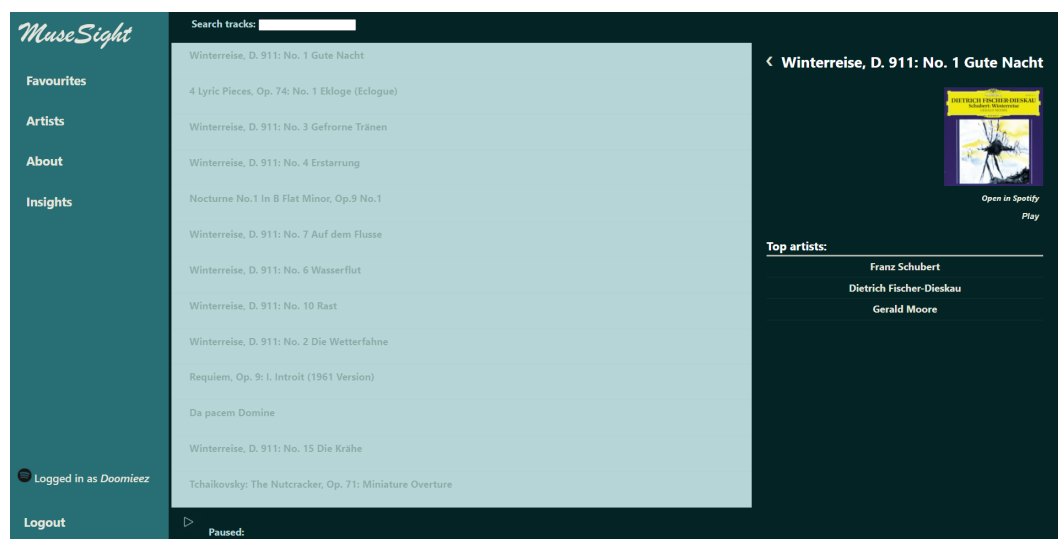 MuseSight
Favourites
Artists
About
Insights
Logged in as Doomieez
Logout
Search tracks:
Winterreise, D. 911: No. 1 Gute Nacht
4 Lyric Pieces, Op. 74: No. 1 Ekloge (Eclogue)
Winterreise, D. 911: No. 3 Gefrorne Tränen
Winterreise, D. 911: No. 4 Erstarrung
Nocturne No.1 In B Flat Minor, Op.9 No.1
Winterreise, D. 911: No. 7 Auf dem Flusse
Winterreise, D. 911: No. 6 Wasserflut
Winterreise, D. 911: No. 10 Rast
Winterreise, D. 911: No. 2 Die Wetterfahne
Requiem, Op. 9: I. Introit (1961 Version)
Da pacem Domine
Winterreise, D. 911: No. 15 Die Krähe
Tchaikovsky: The Nutcracker, Op. 71: Miniature Overture
Paused:
Winterreise, D. 911: No. 1 Gute Nacht
DIETRICH FISCHER-DIESKAU
Schubert: Winterreise
Open in Spotify
Play
Top artists:
Franz Schubert
Dietrich Fischer-Dieskau
Gerald Moore